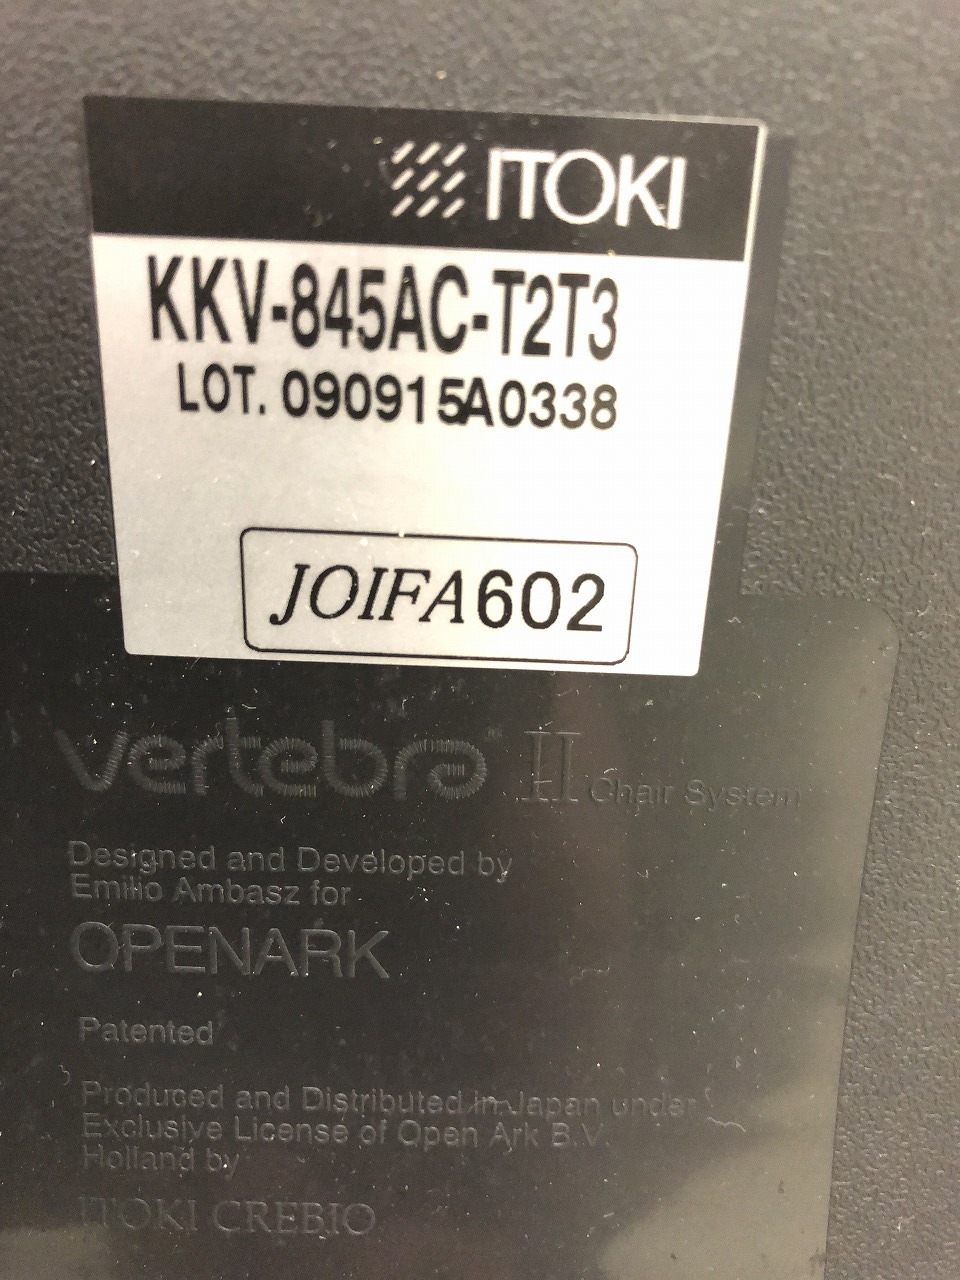 ITOKI
KKV-845AC-T2T3
LOT. 090915A0338
JOIFA602
vertebra II Chair System
Designed and Developed by
Emilio Ambasz for
OPENARK
Patented
Produced and Distributed in Japan under
Exclusive License of Open Ark B.V.
Holland by
ITOKI CREBIO